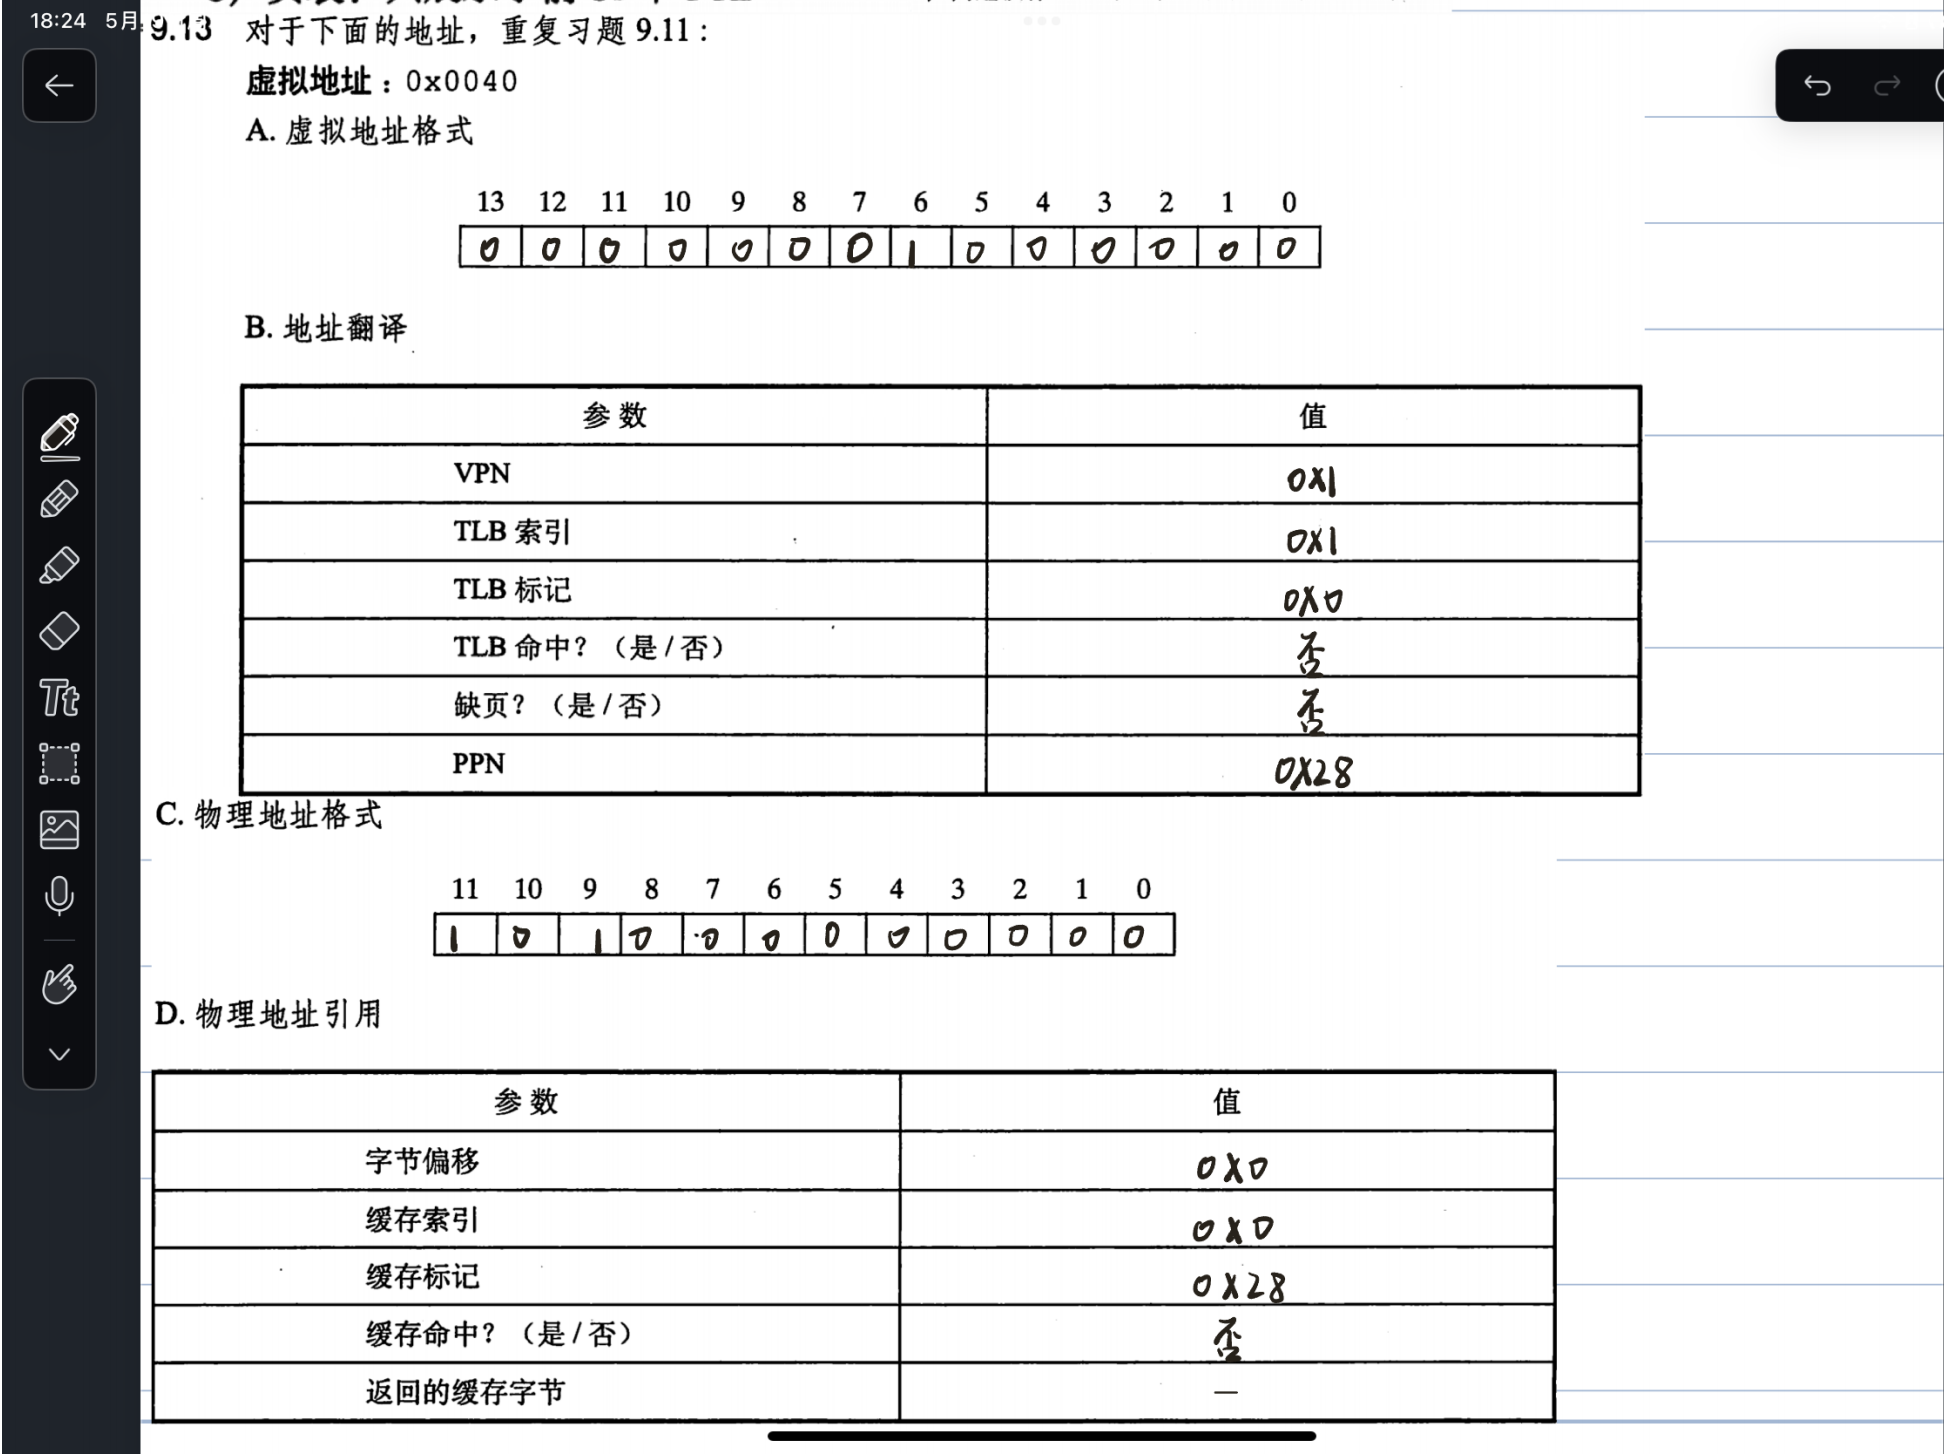 18:24 5月
9.13 对于下面的地址，重复习题 9.11：
虚拟地址：0x0040
A. 虚拟地址格式
13 12 11 10 9 8 7 6 5 4 3 2 1 0
0 0 0 0 0 0 0 1 0 0 0 0 0 0
B. 地址翻译
参数 值
VPN 0X1
TLB 索引 0X1
TLB 标记 0X0
TLB 命中？（是/否） 否
缺页？（是/否） 否
PPN 0X28
C. 物理地址格式
11 10 9 8 7 6 5 4 3 2 1 0
1 0 1 0 0 0 0 0 0 0 0 0
D. 物理地址引用
参数 值
字节偏移 0X0
缓存索引 0X0
缓存标记 0X28
缓存命中？（是/否） 否
返回的缓存字节 —
Tt